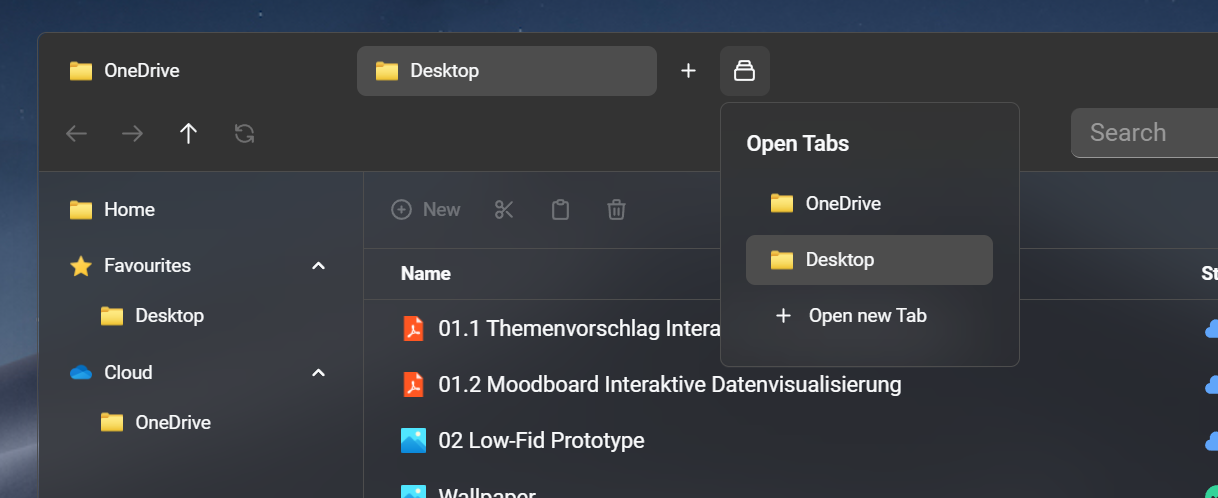 OneDrive
Desktop
Search
Open Tabs
OneDrive
Desktop
Open new Tab
Home
Favourites
Desktop
Cloud
OneDrive
New
Name
St
01.1 Themenvorschlag Intera
01.2 Moodboard Interaktive Datenvisualisierung
02 Low-Fid Prototype
Wallpaper